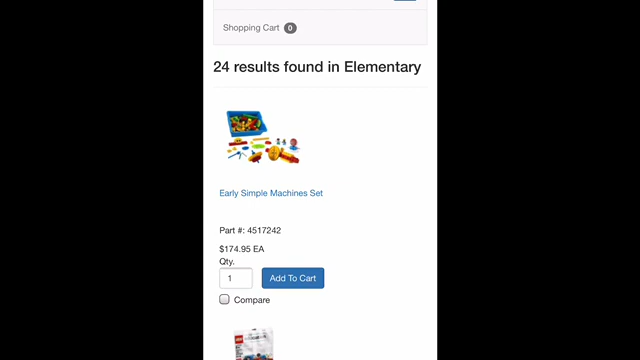 Shopping Cart 0
24 results found in Elementary
Early Simple Machines Set
Part #: 4517242
$174.95 EA
Qty.
1
Add To Cart
Compare